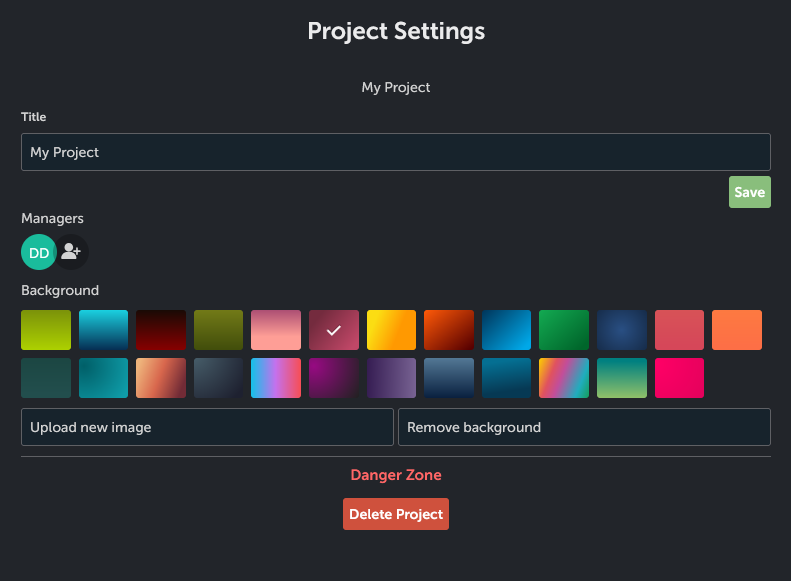 Project Settings
My Project
Title
My Project
Save
Managers
DD
Background
Upload new image
Remove background
Danger Zone
Delete Project